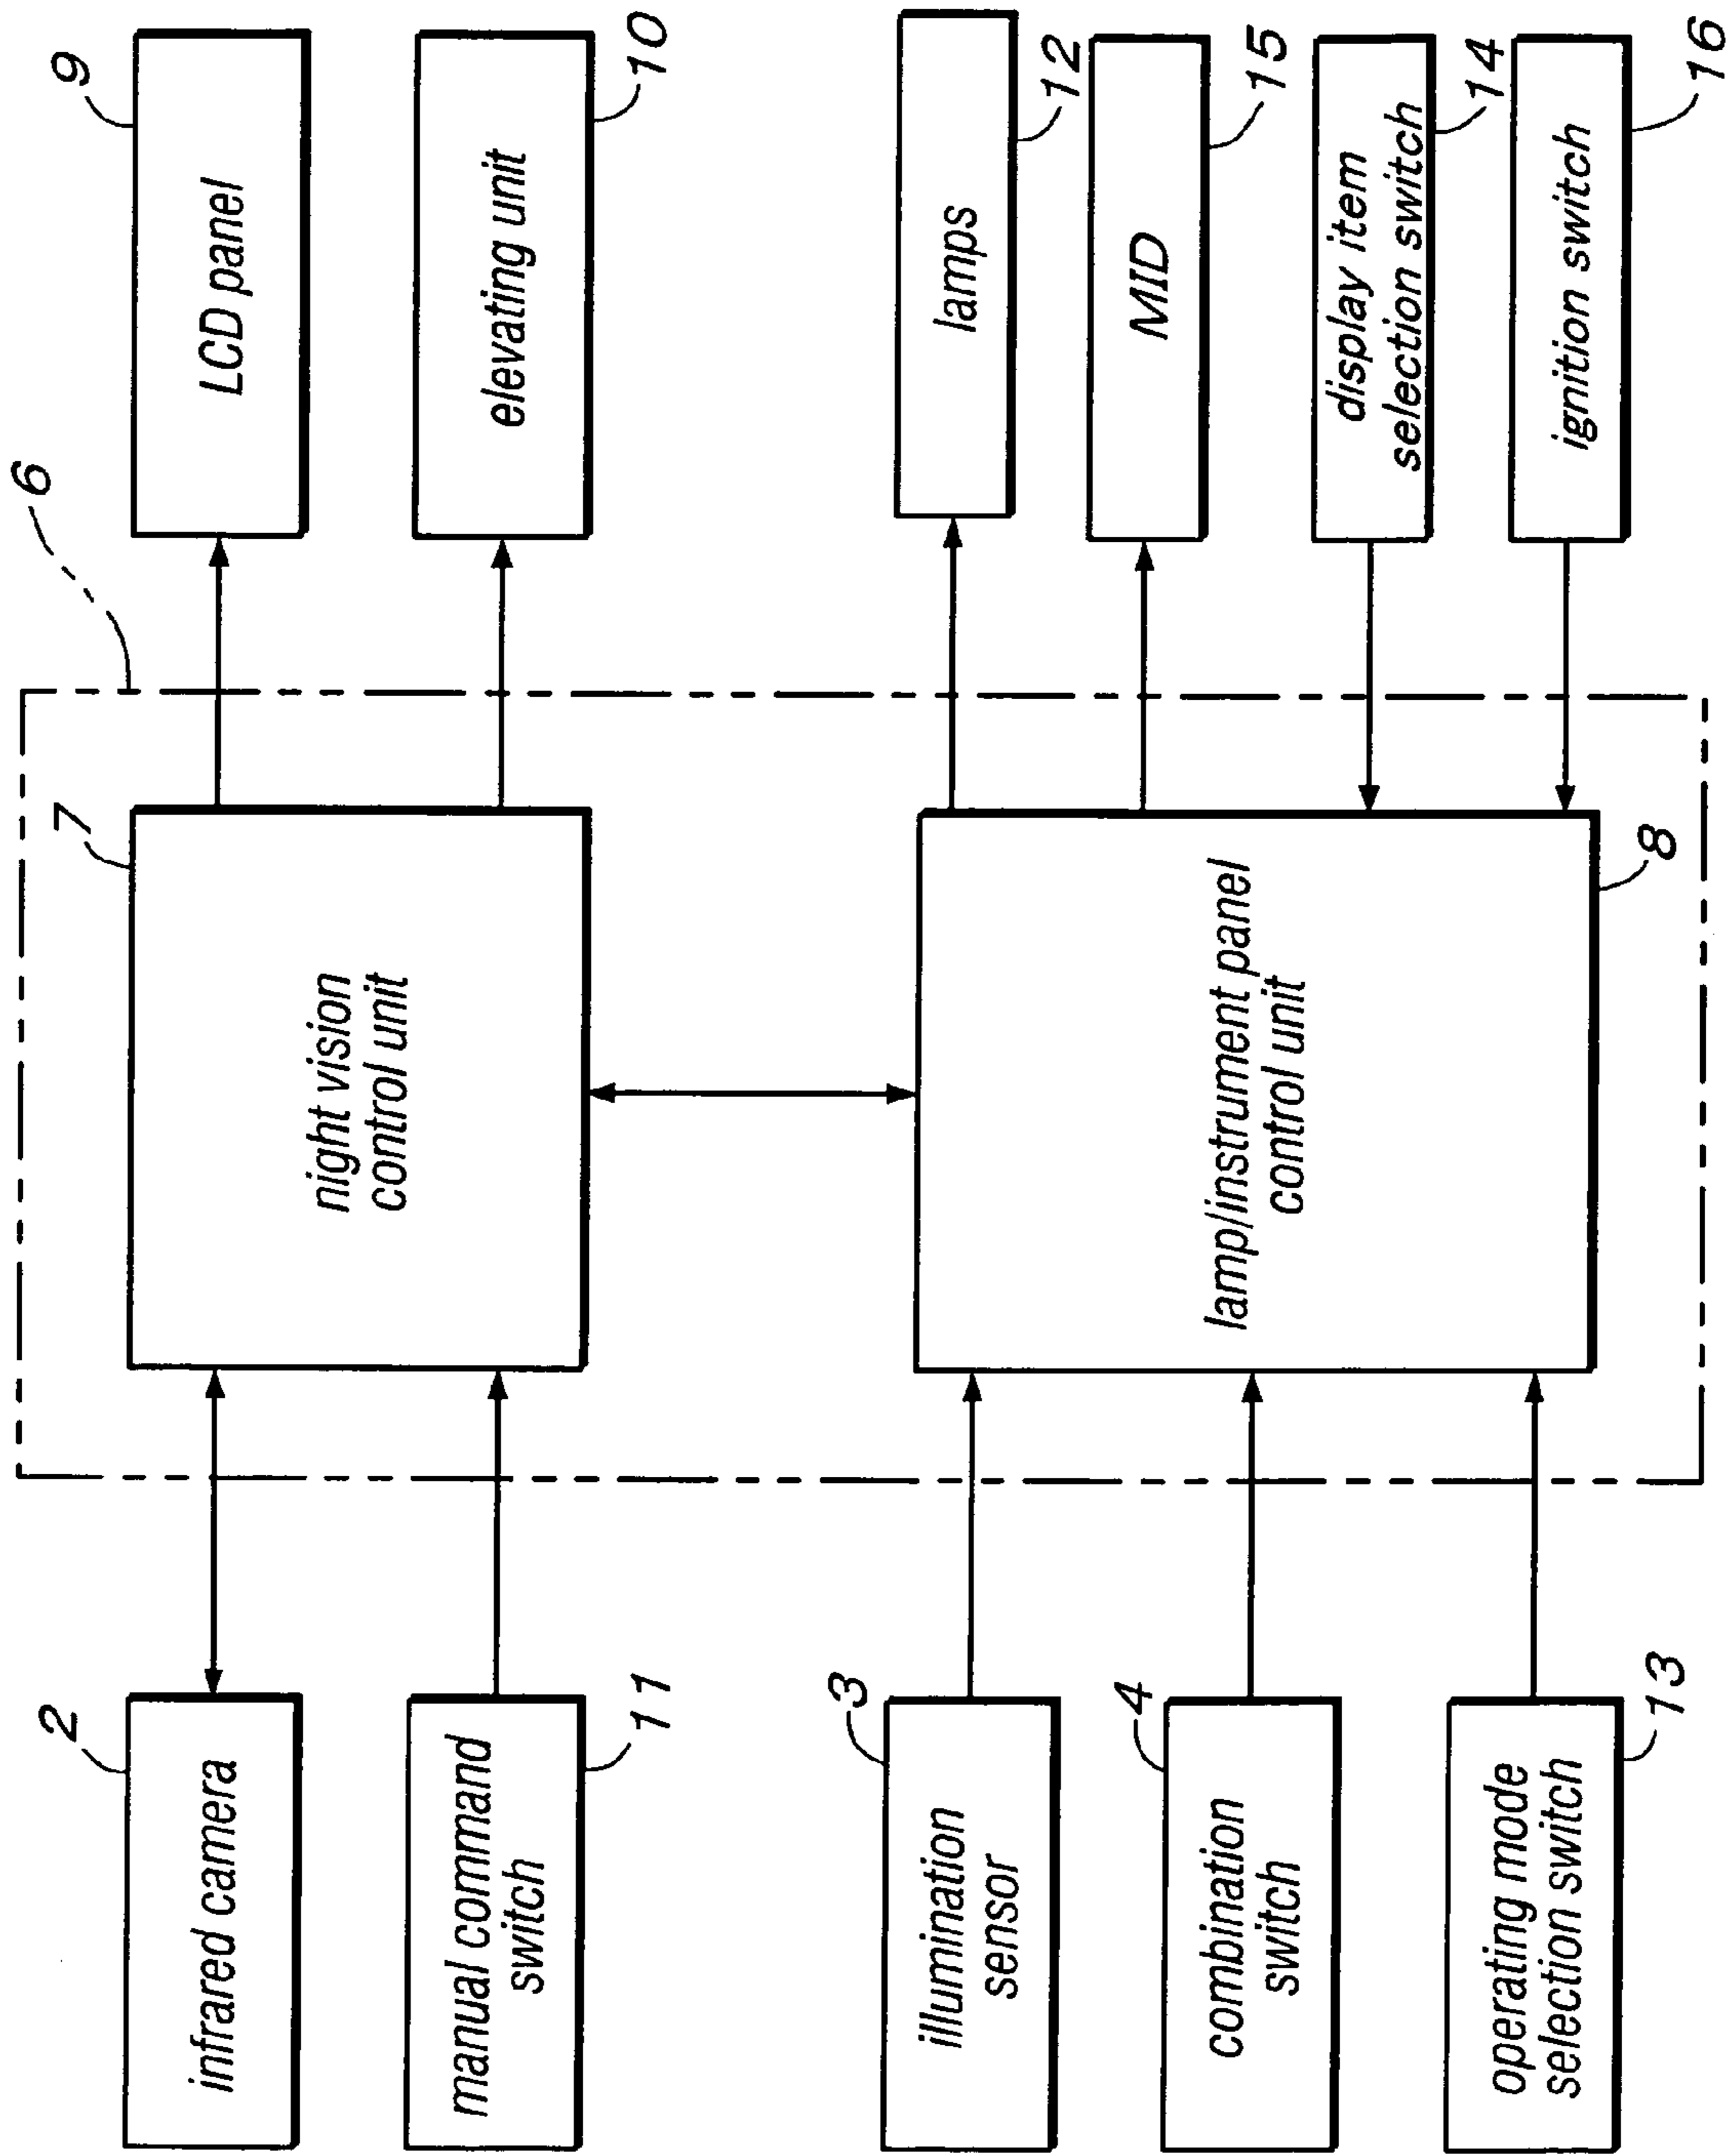 6
2
infrared camera
7
night vision
control unit
9
LCD panel
manual command
switch
11
elevating unit
10
3
illumination
sensor
lamp/instrument panel
control unit
8
lamps
12
MID
15
4
combination
switch
display item
selection switch
14
operating mode
selection switch
13
ignition switch
16